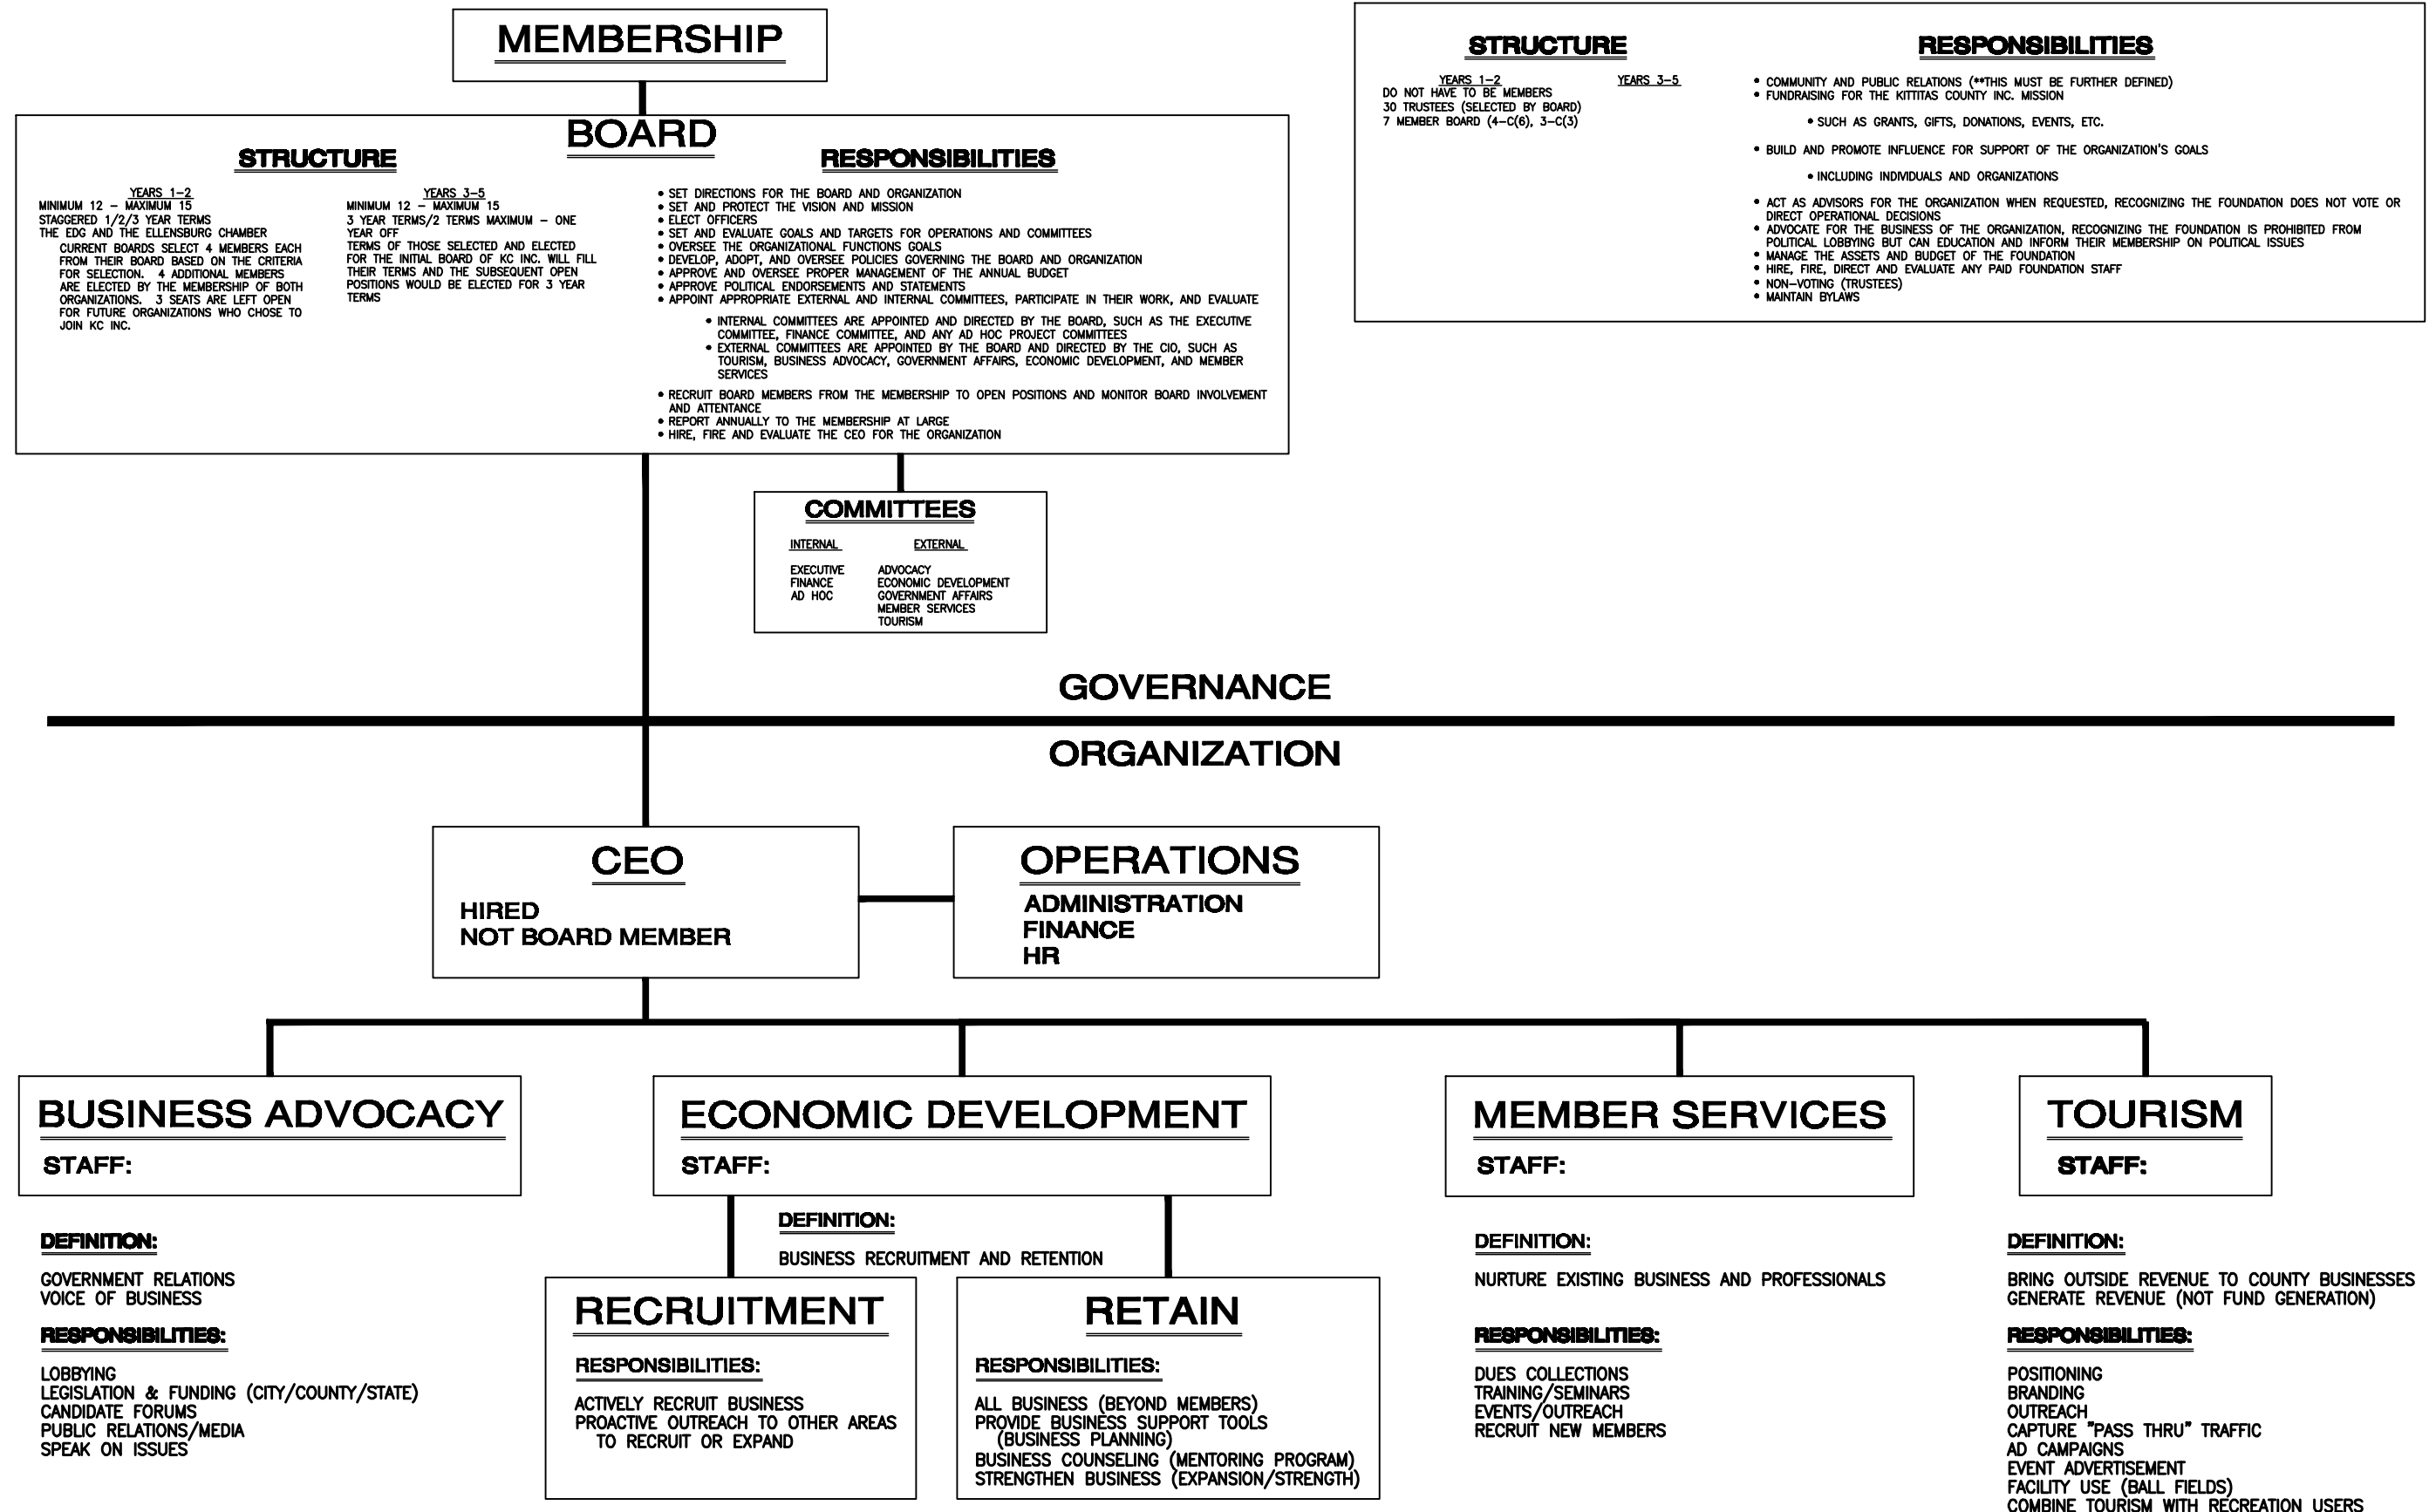 MEMBERSHIP
BOARD
STRUCTURE
YEARS 1-2
MINIMUM 12 - MAXIMUM 15
STAGGERED 1/2/3 YEAR TERMS
THE EDG AND THE ELLENSBURG CHAMBER
CURRENT BOARDS SELECT 4 MEMBERS EACH
FROM THEIR BOARD BASED ON THE CRITERIA
FOR SELECTION. 4 ADDITIONAL MEMBERS
ARE ELECTED BY THE MEMBERSHIP OF BOTH
ORGANIZATIONS. 3 SEATS ARE LEFT OPEN
FOR FUTURE ORGANIZATIONS WHO CHOSE TO
JOIN KC INC.
YEARS 3-5
MINIMUM 12 - MAXIMUM 15
3 YEAR TERMS/2 TERMS MAXIMUM - ONE
YEAR OFF
TERMS OF THOSE SELECTED AND ELECTED
FOR THE INITIAL BOARD OF KC INC. WILL FILL
THEIR TERMS AND THE SUBSEQUENT OPEN
POSITIONS WOULD BE ELECTED FOR 3 YEAR
TERMS
RESPONSIBILITIES
• SET DIRECTIONS FOR THE BOARD AND ORGANIZATION
• SET AND PROTECT THE VISION AND MISSION
• ELECT OFFICERS
• SET AND EVALUATE GOALS AND TARGETS FOR OPERATIONS AND COMMITTEES
• OVERSEE THE ORGANIZATIONAL FUNCTIONS GOALS
• DEVELOP, ADOPT, AND OVERSEE POLICIES GOVERNING THE BOARD AND ORGANIZATION
• APPROVE AND OVERSEE PROPER MANAGEMENT OF THE ANNUAL BUDGET
• APPROVE POLITICAL ENDORSEMENTS AND STATEMENTS
• APPOINT APPROPRIATE EXTERNAL AND INTERNAL COMMITTEES, PARTICIPATE IN THEIR WORK, AND EVALUATE
• INTERNAL COMMITTEES ARE APPOINTED AND DIRECTED BY THE BOARD, SUCH AS THE EXECUTIVE
COMMITTEE, FINANCE COMMITTEE, AND ANY AD HOC PROJECT COMMITTEES
• EXTERNAL COMMITTEES ARE APPOINTED BY THE BOARD AND DIRECTED BY THE CIO, SUCH AS
TOURISM, BUSINESS ADVOCACY, GOVERNMENT AFFAIRS, ECONOMIC DEVELOPMENT, AND MEMBER
SERVICES
• RECRUIT BOARD MEMBERS FROM THE MEMBERSHIP TO OPEN POSITIONS AND MONITOR BOARD INVOLVEMENT
AND ATTENTANCE
• REPORT ANNUALLY TO THE MEMBERSHIP AT LARGE
• HIRE, FIRE AND EVALUATE THE CEO FOR THE ORGANIZATION
STRUCTURE
YEARS 1-2
DO NOT HAVE TO BE MEMBERS
30 TRUSTEES (SELECTED BY BOARD)
7 MEMBER BOARD (4-C(6), 3-C(3)
YEARS 3-5
RESPONSIBILITIES
• COMMUNITY AND PUBLIC RELATIONS (**THIS MUST BE FURTHER DEFINED)
• FUNDRAISING FOR THE KITTITAS COUNTY INC. MISSION
• SUCH AS GRANTS, GIFTS, DONATIONS, EVENTS, ETC.
• BUILD AND PROMOTE INFLUENCE FOR SUPPORT OF THE ORGANIZATION'S GOALS
• INCLUDING INDIVIDUALS AND ORGANIZATIONS
• ACT AS ADVISORS FOR THE ORGANIZATION WHEN REQUESTED, RECOGNIZING THE FOUNDATION DOES NOT VOTE OR
DIRECT OPERATIONAL DECISIONS
• ADVOCATE FOR THE BUSINESS OF THE ORGANIZATION, RECOGNIZING THE FOUNDATION IS PROHIBITED FROM
POLITICAL LOBBYING BUT CAN EDUCATION AND INFORM THEIR MEMBERSHIP ON POLITICAL ISSUES
• MANAGE THE ASSETS AND BUDGET OF THE FOUNDATION
• HIRE, FIRE, DIRECT AND EVALUATE ANY PAID FOUNDATION STAFF
• NON-VOTING (TRUSTEES)
• MAINTAIN BYLAWS
COMMITTEES
INTERNAL
EXECUTIVE
FINANCE
AD HOC
EXTERNAL
ADVOCACY
ECONOMIC DEVELOPMENT
GOVERNMENT AFFAIRS
MEMBER SERVICES
TOURISM
GOVERNANCE
ORGANIZATION
CEO
HIRED
NOT BOARD MEMBER
OPERATIONS
ADMINISTRATION
FINANCE
HR
BUSINESS ADVOCACY
STAFF:
DEFINITION:
GOVERNMENT RELATIONS
VOICE OF BUSINESS
RESPONSIBILITIES:
LOBBYING
LEGISLATION & FUNDING (CITY/COUNTY/STATE)
CANDIDATE FORUMS
PUBLIC RELATIONS/MEDIA
SPEAK ON ISSUES
ECONOMIC DEVELOPMENT
STAFF:
DEFINITION:
BUSINESS RECRUITMENT AND RETENTION
RECRUITMENT
RESPONSIBILITIES:
ACTIVELY RECRUIT BUSINESS
PROACTIVE OUTREACH TO OTHER AREAS
TO RECRUIT OR EXPAND
RETAIN
RESPONSIBILITIES:
ALL BUSINESS (BEYOND MEMBERS)
PROVIDE BUSINESS SUPPORT TOOLS
(BUSINESS PLANNING)
BUSINESS COUNSELING (MENTORING PROGRAM)
STRENGTHEN BUSINESS (EXPANSION/STRENGTH)
MEMBER SERVICES
STAFF:
DEFINITION:
NURTURE EXISTING BUSINESS AND PROFESSIONALS
RESPONSIBILITIES:
DUES COLLECTIONS
TRAINING/SEMINARS
EVENTS/OUTREACH
RECRUIT NEW MEMBERS
TOURISM
STAFF:
DEFINITION:
BRING OUTSIDE REVENUE TO COUNTY BUSINESSES
GENERATE REVENUE (NOT FUND GENERATION)
RESPONSIBILITIES:
POSITIONING
BRANDING
OUTREACH
CAPTURE "PASS THRU" TRAFFIC
AD CAMPAIGNS
EVENT ADVERTISEMENT
FACILITY USE (BALL FIELDS)
COMBINE TOURISM WITH RECREATION USERS